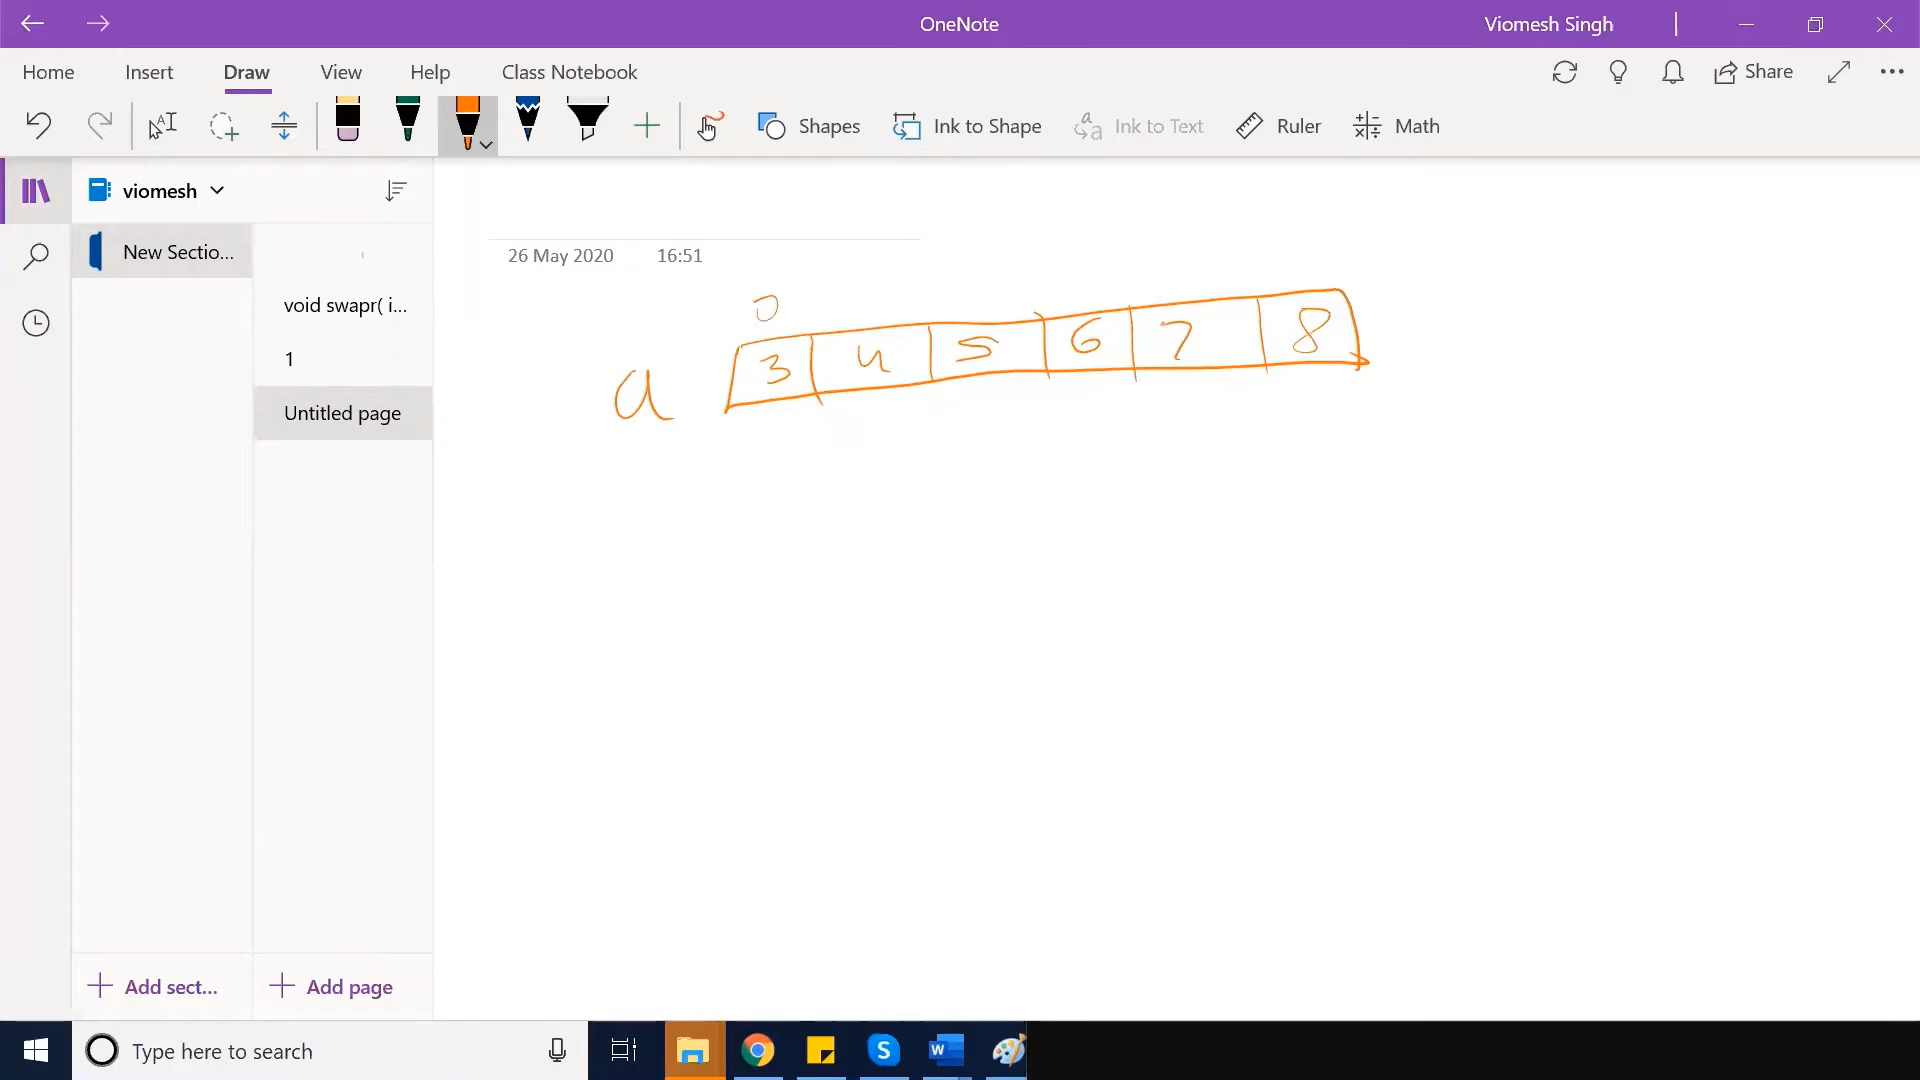 OneNote
Viomesh Singh
Home Insert Draw View Help Class Notebook
Share
Shapes Ink to Shape Ink to Text Ruler Math
viomesh
New Sectio...
void swapr( i...
1
Untitled page
26 May 2020 16:51
0
a 3 4 5 6 7 8
Add sect... Add page
Type here to search